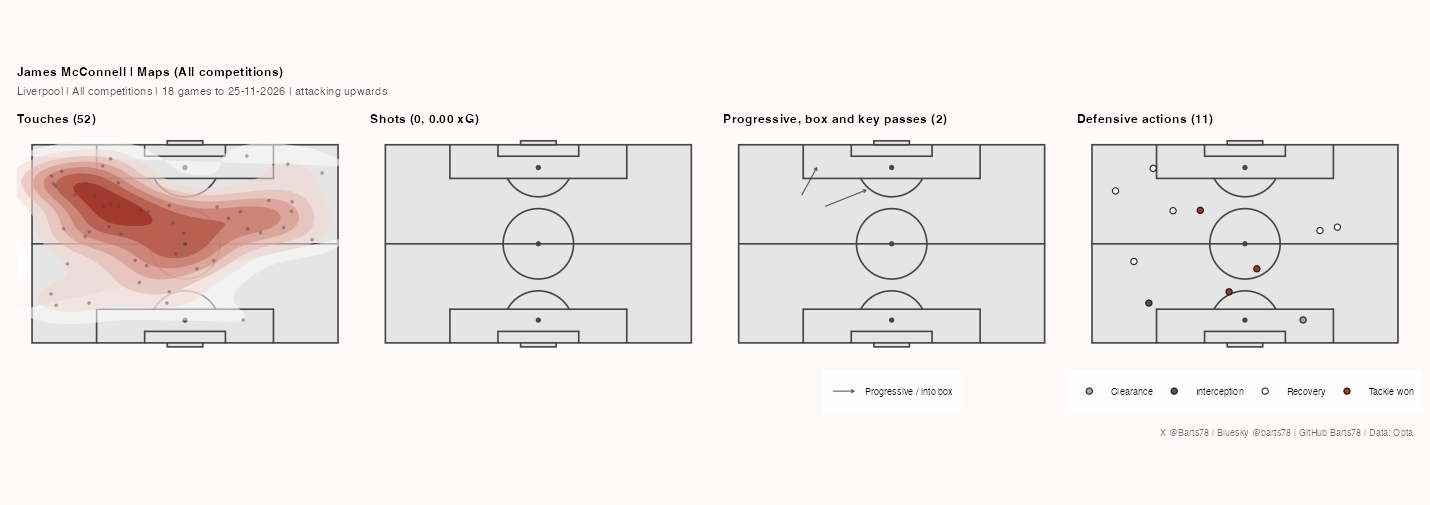 James McConnell | Maps (All competitions)
Liverpool | All competitions | 18 games to 25-11-2026 | attacking upwards
Touches (52)
Shots (0, 0.00 xG)
Progressive, box and key passes (2)
Defensive actions (11)
Progressive / into box
Clearance
Interception
Recovery
Tackle won
X @Barts78 | Bluesky @barts78 | GitHub Barts78 | Data: Opta